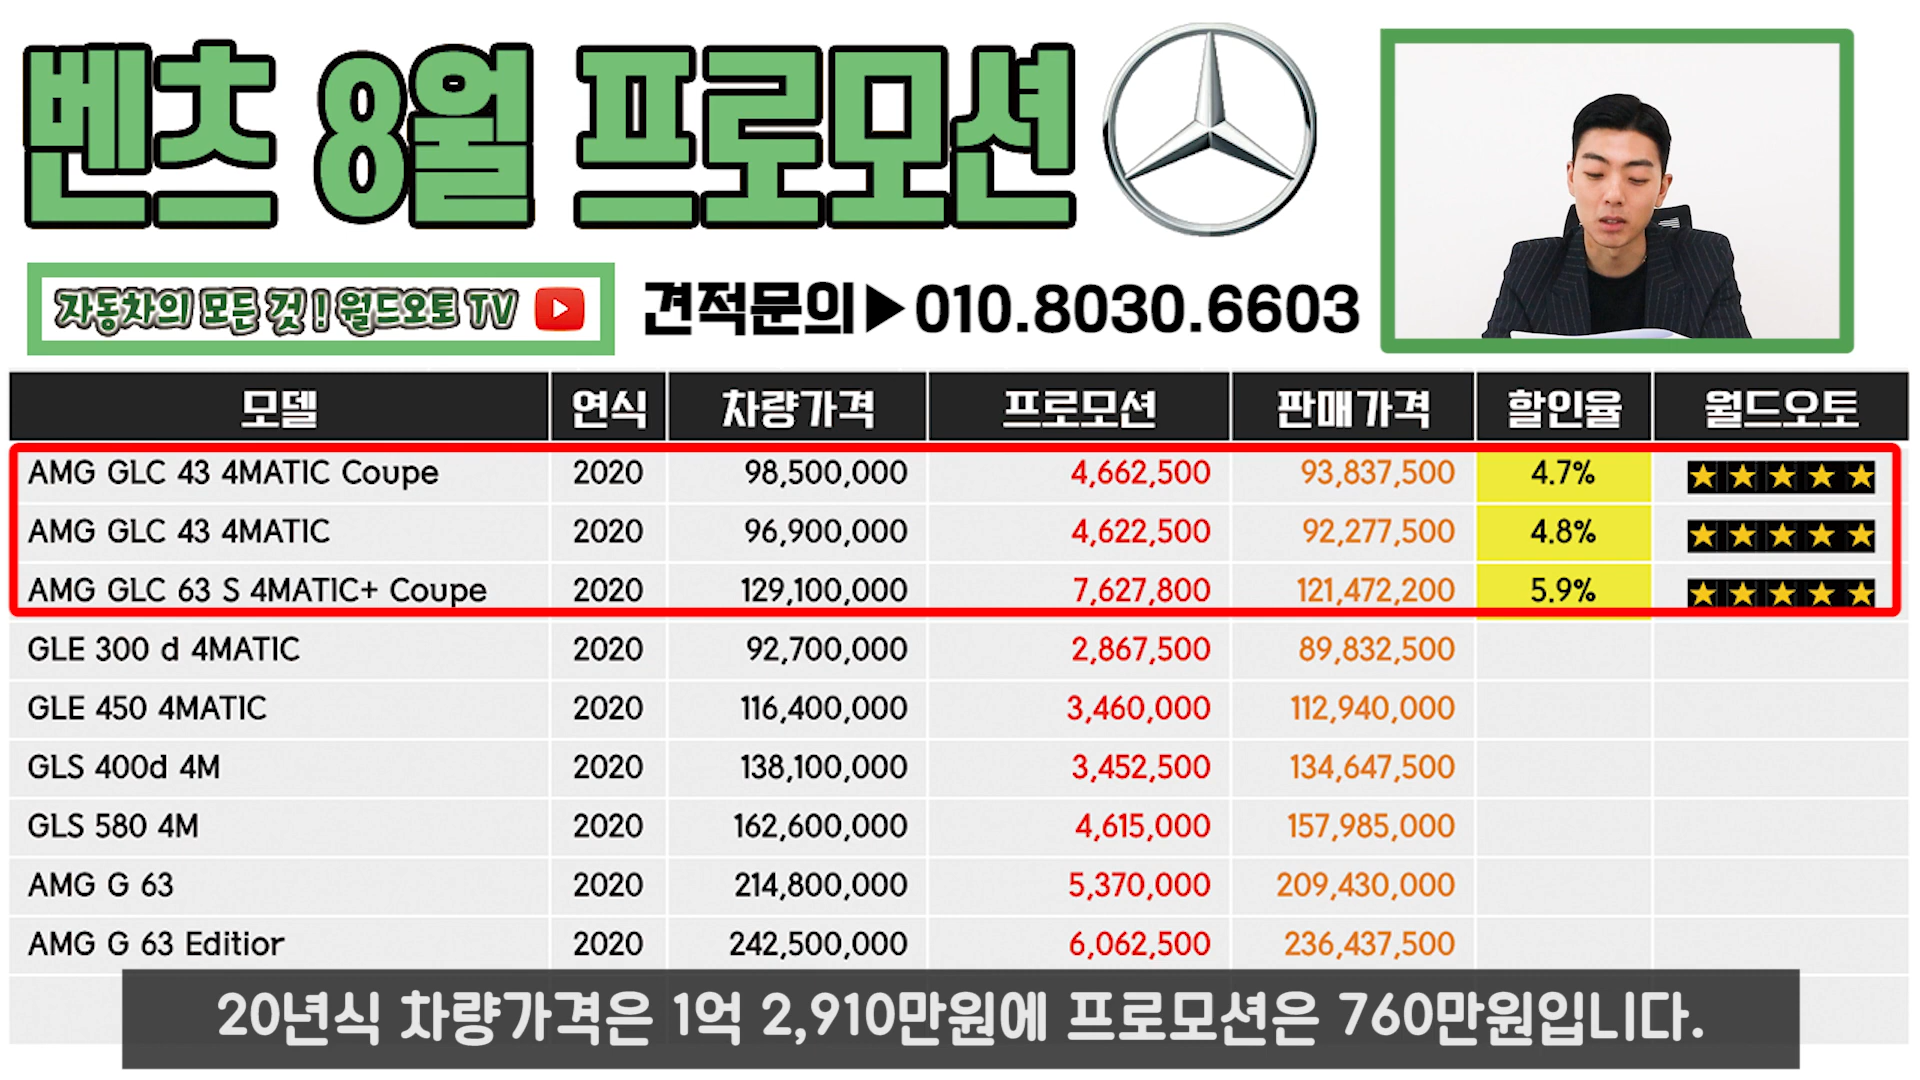 벤츠 8월 프로모션
자동차의 모든 것! 월드오토 TV
견적문의▶010.8030.6603
모델 연식 차량가격 프로모션 판매가격 할인율 월드오토
AMG GLC 43 4MATIC Coupe 2020 98,500,000 4,662,500 93,837,500 4.7% ★★★★★
AMG GLC 43 4MATIC 2020 96,900,000 4,622,500 92,277,500 4.8% ★★★★★
AMG GLC 63 S 4MATIC+ Coupe 2020 129,100,000 7,627,800 121,472,200 5.9% ★★★★★
GLE 300 d 4MATIC 2020 92,700,000 2,867,500 89,832,500
GLE 450 4MATIC 2020 116,400,000 3,460,000 112,940,000
GLS 400d 4M 2020 138,100,000 3,452,500 134,647,500
GLS 580 4M 2020 162,600,000 4,615,000 157,985,000
AMG G 63 2020 214,800,000 5,370,000 209,430,000
AMG G 63 Editior 2020 242,500,000 6,062,500 236,437,500
20년식 차량가격은 1억 2,910만원에 프로모션은 760만원입니다.